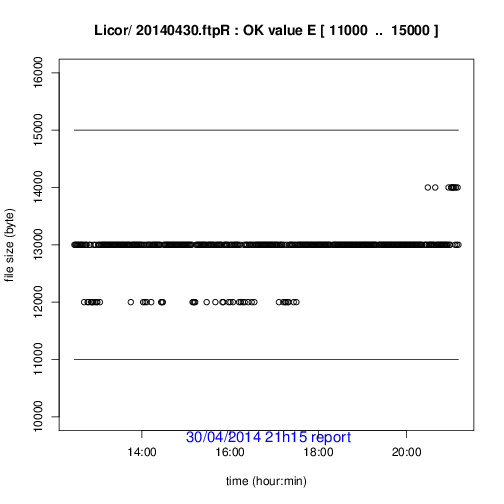 Licor/ 20140430.ftpR : OK value E [ 11000 .. 15000 ]
file size (byte)
16000
15000
14000
13000
12000
11000
10000
30/04/2014 21h15 report
14:00 16:00 18:00 20:00
time (hour:min)